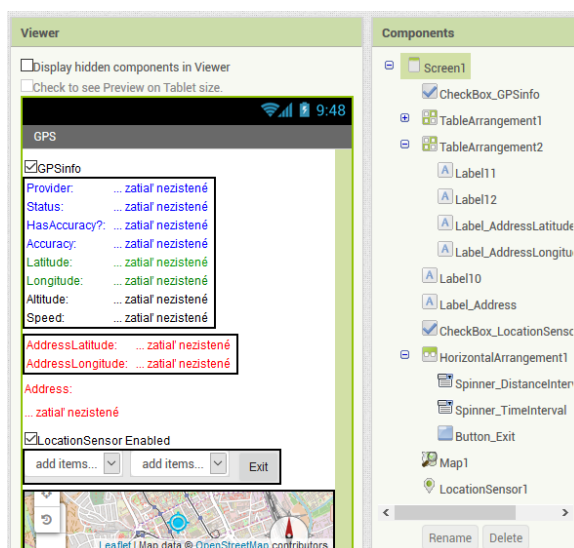 Viewer
Display hidden components in Viewer
Check to see Preview on Tablet size.
9:48
GPS
GPSinfo
Provider: ... zatiaľ nezistené
Status: ... zatiaľ nezistené
HasAccuracy?: ... zatiaľ nezistené
Accuracy: ... zatiaľ nezistené
Latitude: ... zatiaľ nezistené
Longitude: ... zatiaľ nezistené
Altitude: ... zatiaľ nezistené
Speed: ... zatiaľ nezistené
AddressLatitude: ... zatiaľ nezistené
AddressLongitude: ... zatiaľ nezistené
Address:
... zatiaľ nezistené
LocationSensor Enabled
add items... add items... Exit
Leaflet | Map data © OpenStreetMap contributors
Components
Screen1
CheckBox_GPSinfo
TableArrangement1
TableArrangement2
Label11
Label12
Label_AddressLatitude
Label_AddressLongitu
Label10
Label_Address
CheckBox_LocationSenso
HorizontalArrangement1
Spinner_DistanceInterv
Spinner_TimeInterval
Button_Exit
Map1
LocationSensor1
Rename Delete